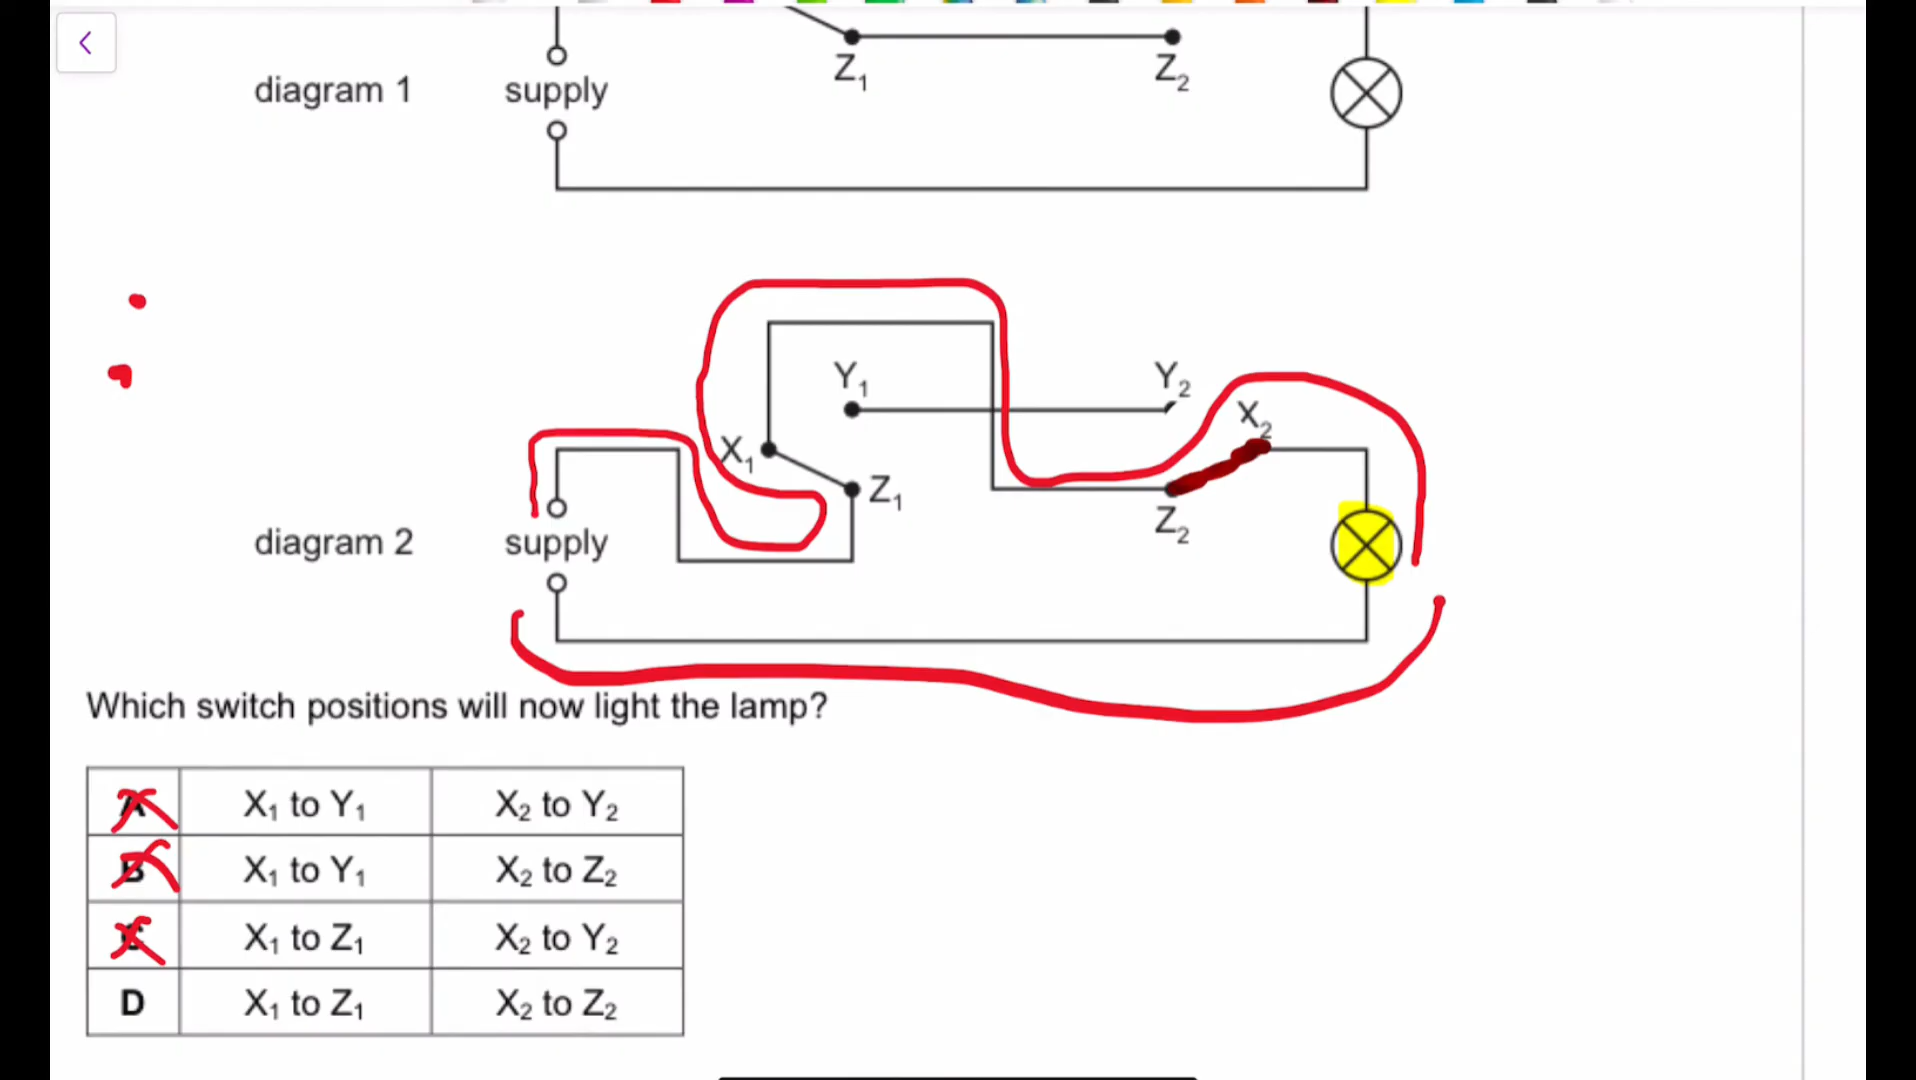 Z₁
Z₂
diagram 1
supply
Y₁
Y₂
X₂
X₁
Z₁
Z₂
diagram 2
supply
Which switch positions will now light the lamp?
A X₁ to Y₁ X₂ to Y₂
B X₁ to Y₁ X₂ to Z₂
C X₁ to Z₁ X₂ to Y₂
D X₁ to Z₁ X₂ to Z₂